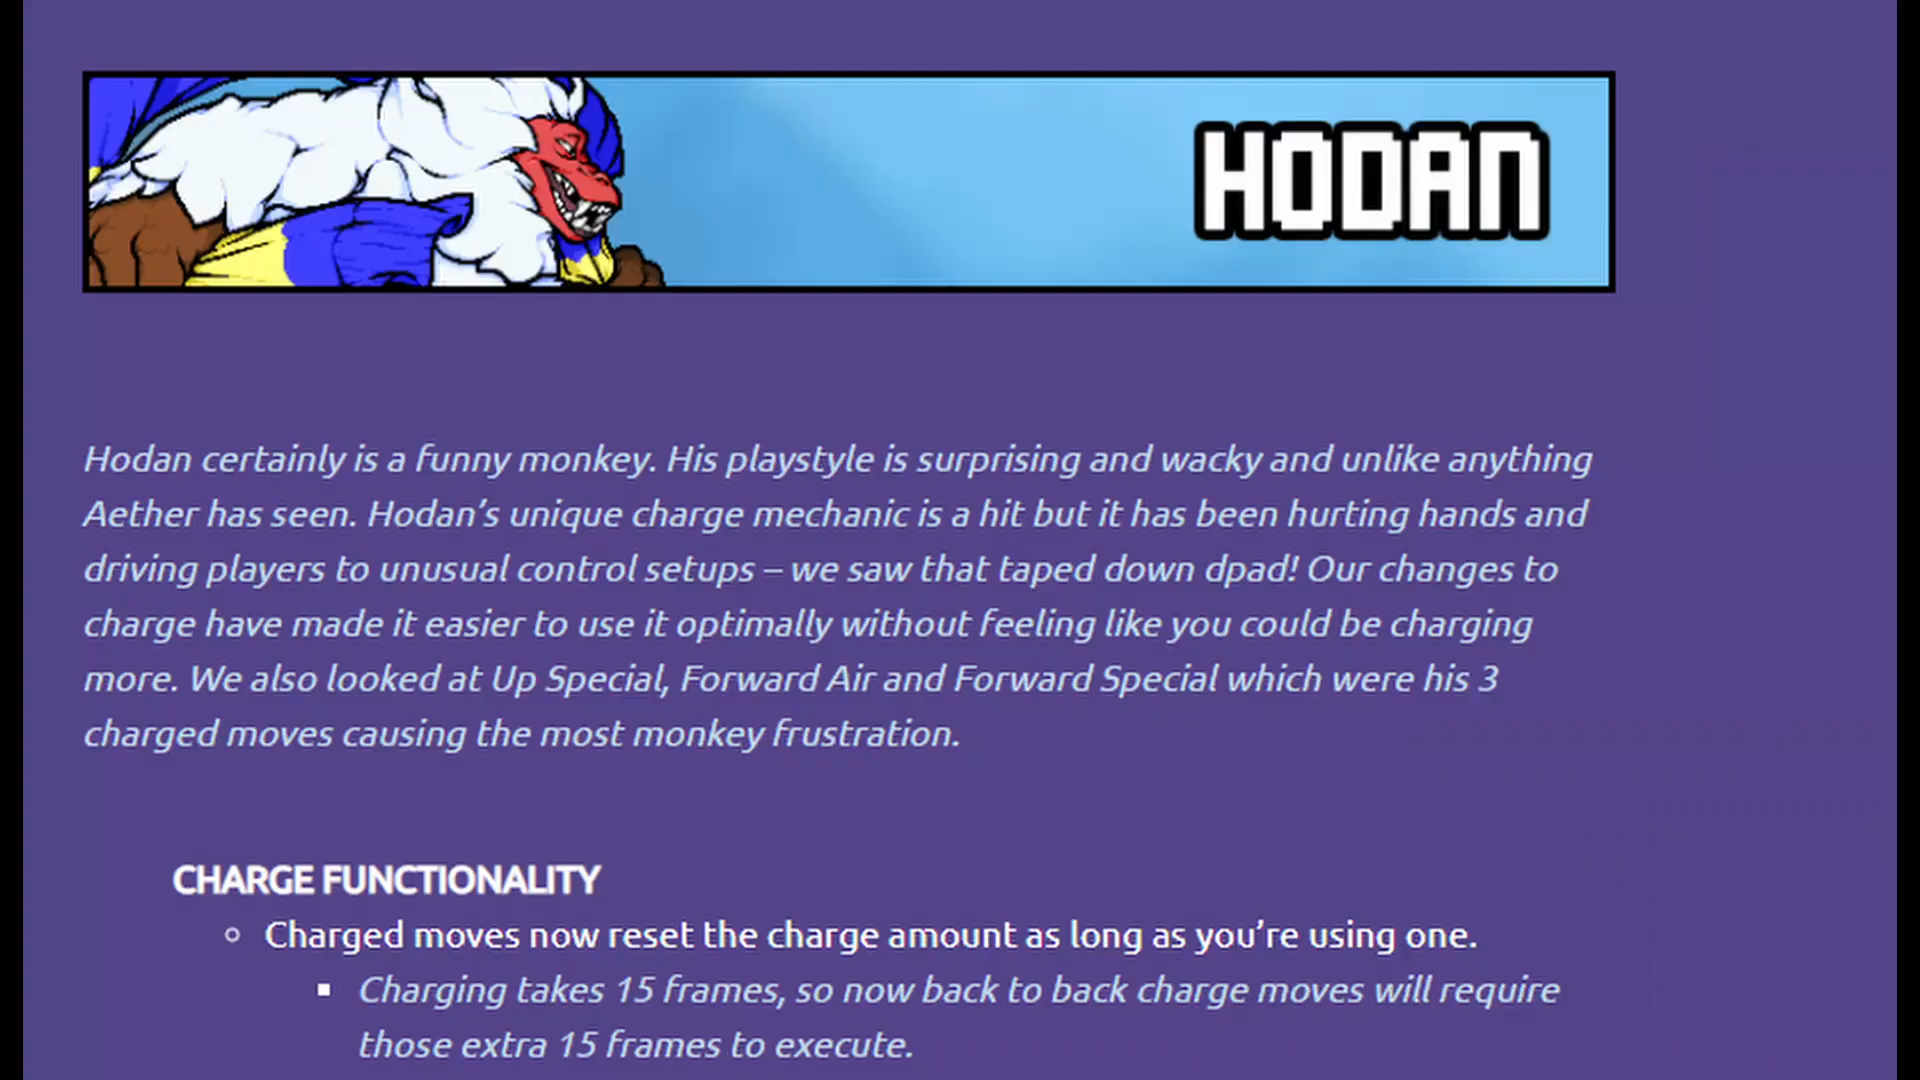 HODAN
Hodan certainly is a funny monkey. His playstyle is surprising and wacky and unlike anything
Aether has seen. Hodan’s unique charge mechanic is a hit but it has been hurting hands and
driving players to unusual control setups – we saw that taped down dpad! Our changes to
charge have made it easier to use it optimally without feeling like you could be charging
more. We also looked at Up Special, Forward Air and Forward Special which were his 3
charged moves causing the most monkey frustration.
CHARGE FUNCTIONALITY
Charged moves now reset the charge amount as long as you’re using one.
Charging takes 15 frames, so now back to back charge moves will require
those extra 15 frames to execute.